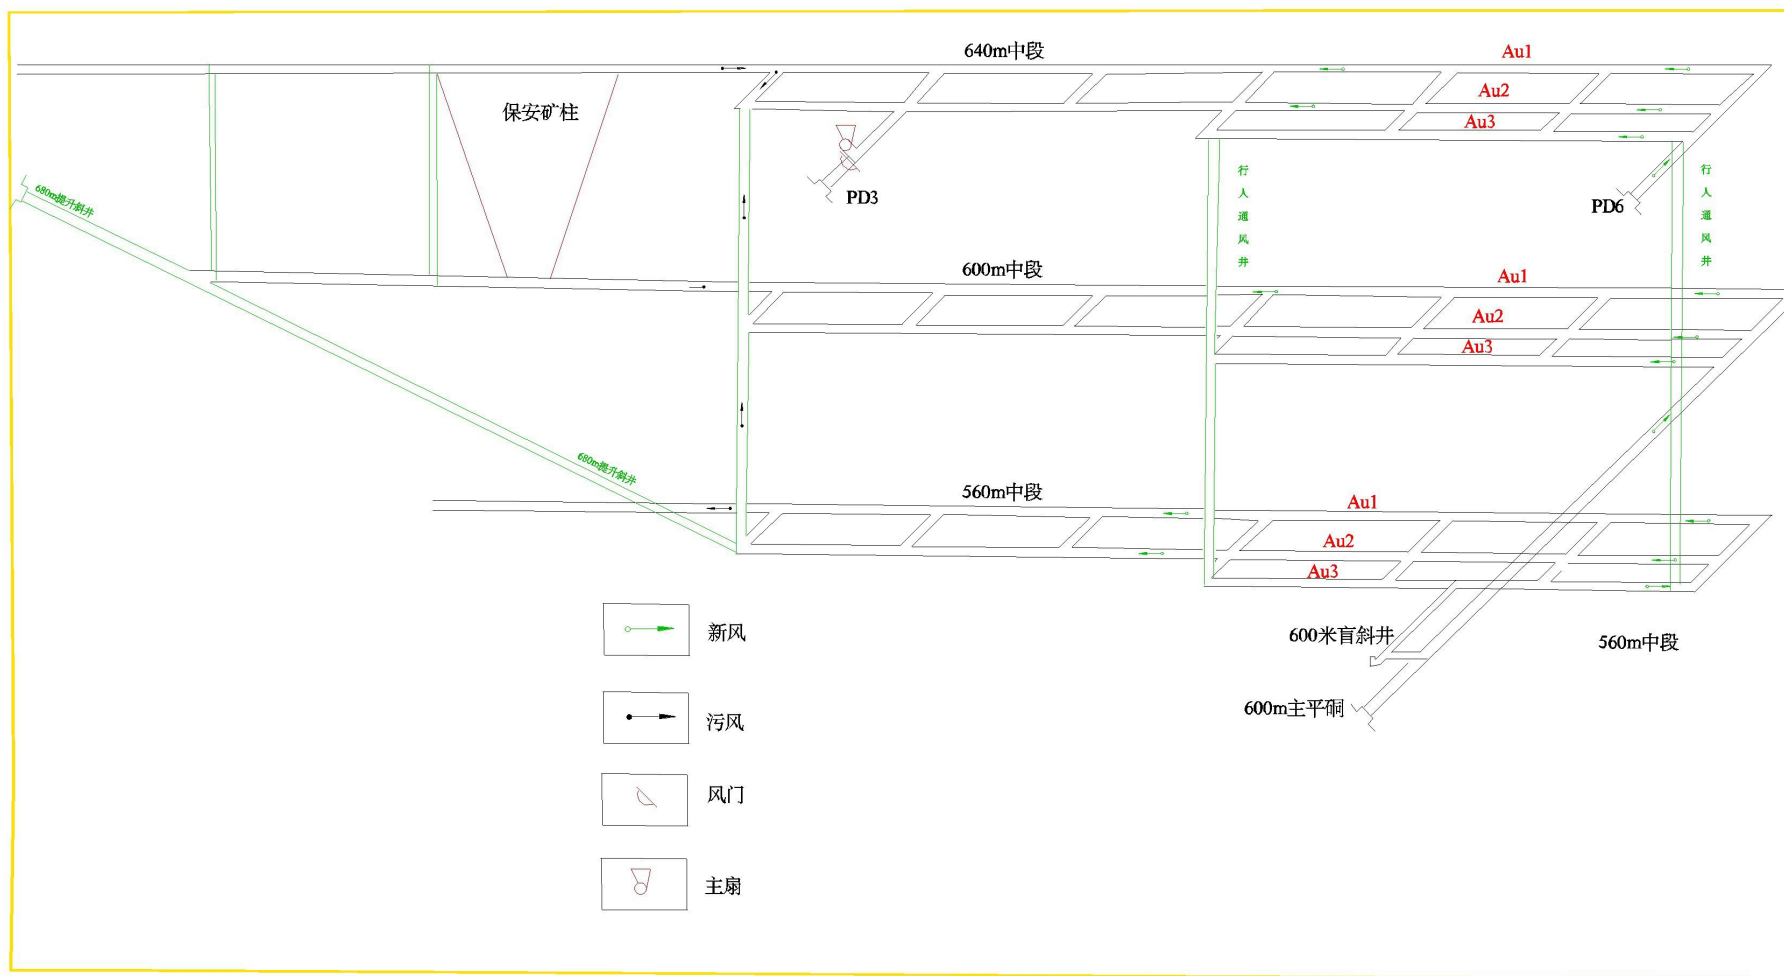 640m中段
Au1
Au2
Au3
保安矿柱
PD3
PD6
680m提升斜井
行人通风井
行人通风井
600m中段
Au1
Au2
Au3
680m提升斜井
560m中段
Au1
Au2
Au3
600米盲斜井
560m中段
600m主平硐
新风
污风
风门
主扇